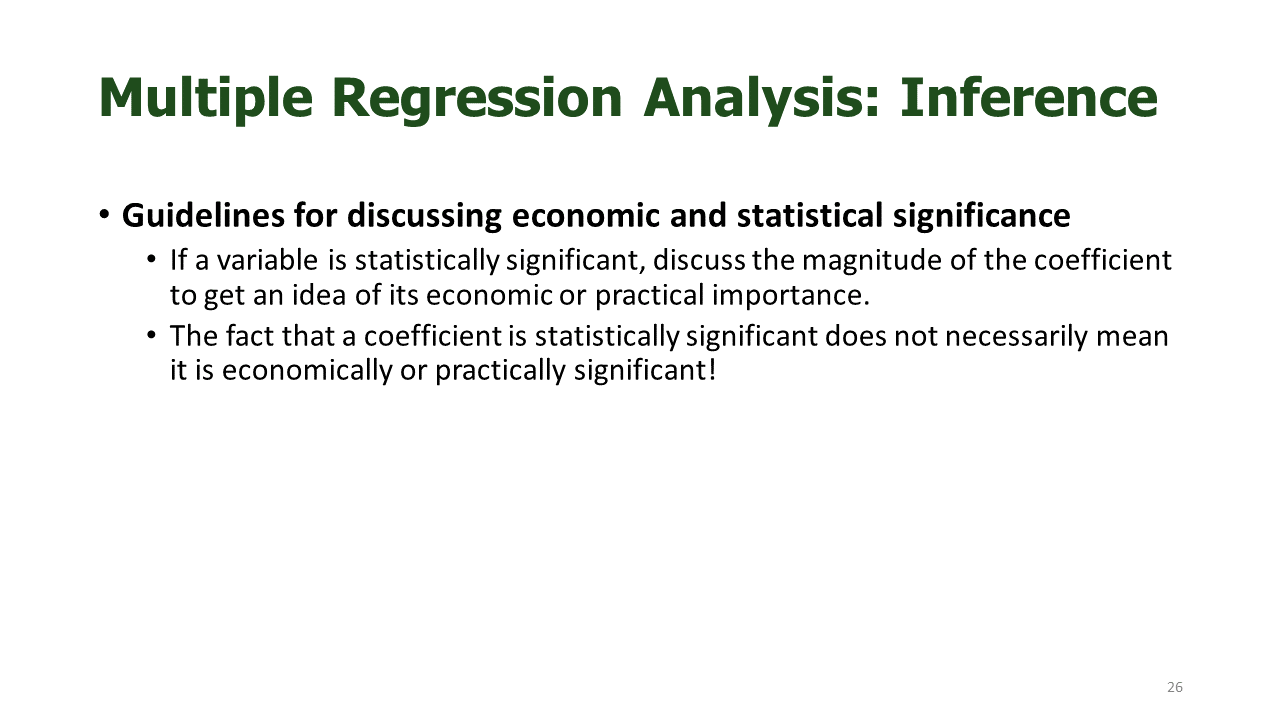 Multiple Regression Analysis: Inference
• Guidelines for discussing economic and statistical significance
• If a variable is statistically significant, discuss the magnitude of the coefficient
to get an idea of its economic or practical importance.
• The fact that a coefficient is statistically significant does not necessarily mean
it is economically or practically significant!
26